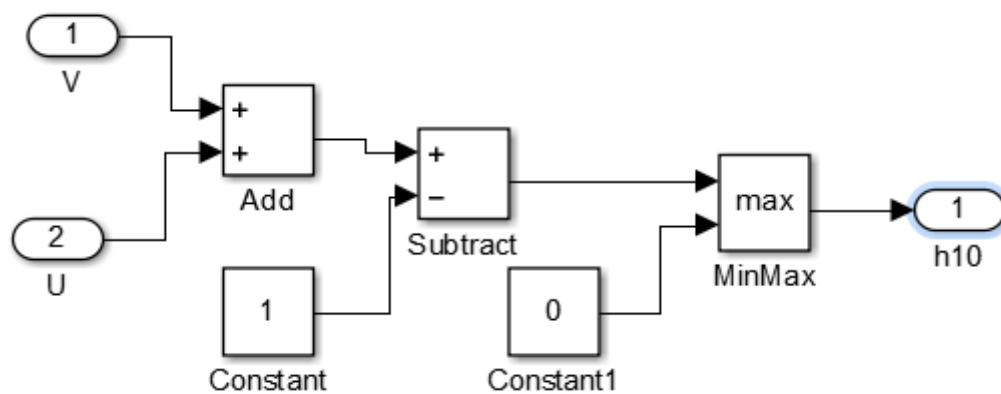 1
V
+
+
Add
2
U
+
−
Subtract
1
Constant
0
Constant1
max
MinMax
1
h10